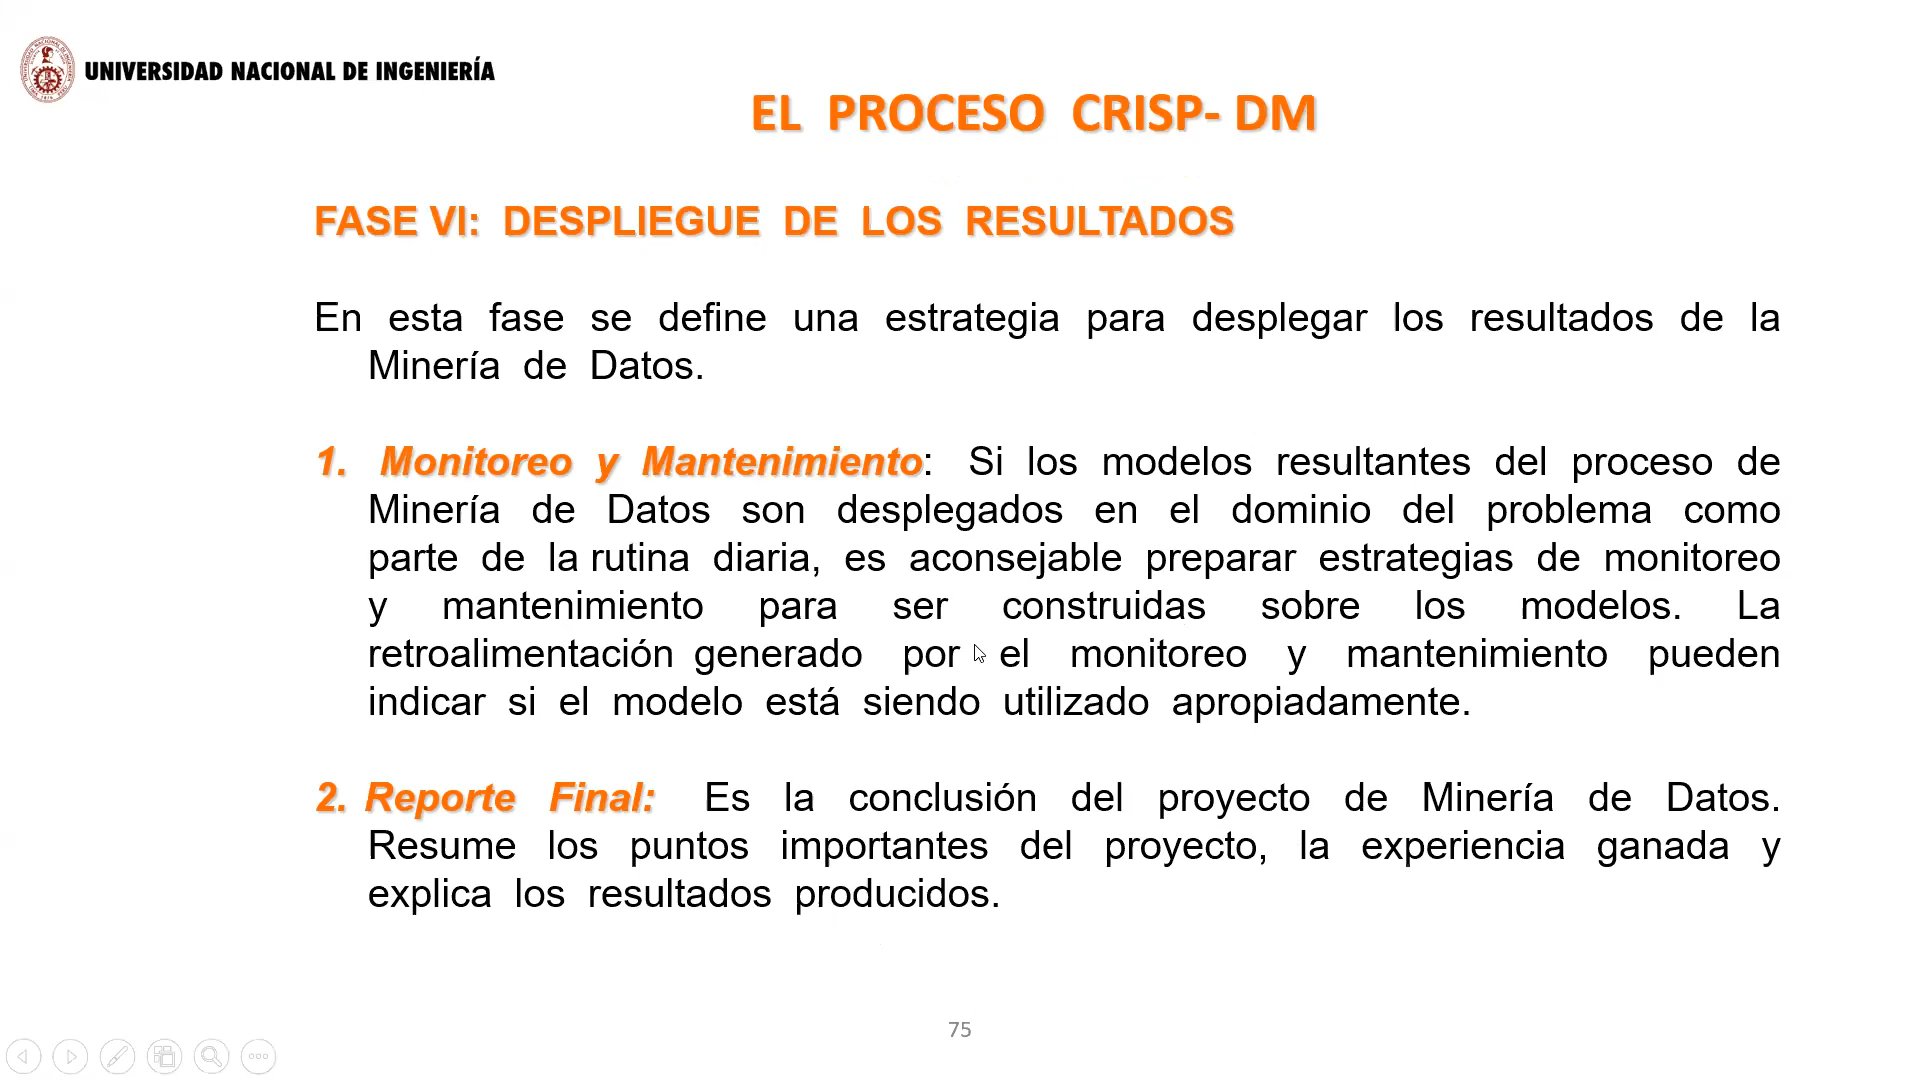 UNIVERSIDAD NACIONAL DE INGENIERÍA
EL PROCESO CRISP- DM
FASE VI: DESPLIEGUE DE LOS RESULTADOS
En esta fase se define una estrategia para desplegar los resultados de la
Minería de Datos.
1. Monitoreo y Mantenimiento: Si los modelos resultantes del proceso de
Minería de Datos son desplegados en el dominio del problema como
parte de la rutina diaria, es aconsejable preparar estrategias de monitoreo
y mantenimiento para ser construidas sobre los modelos. La
retroalimentación generado por el monitoreo y mantenimiento pueden
indicar si el modelo está siendo utilizado apropiadamente.
2. Reporte Final: Es la conclusión del proyecto de Minería de Datos.
Resume los puntos importantes del proyecto, la experiencia ganada y
explica los resultados producidos.
75